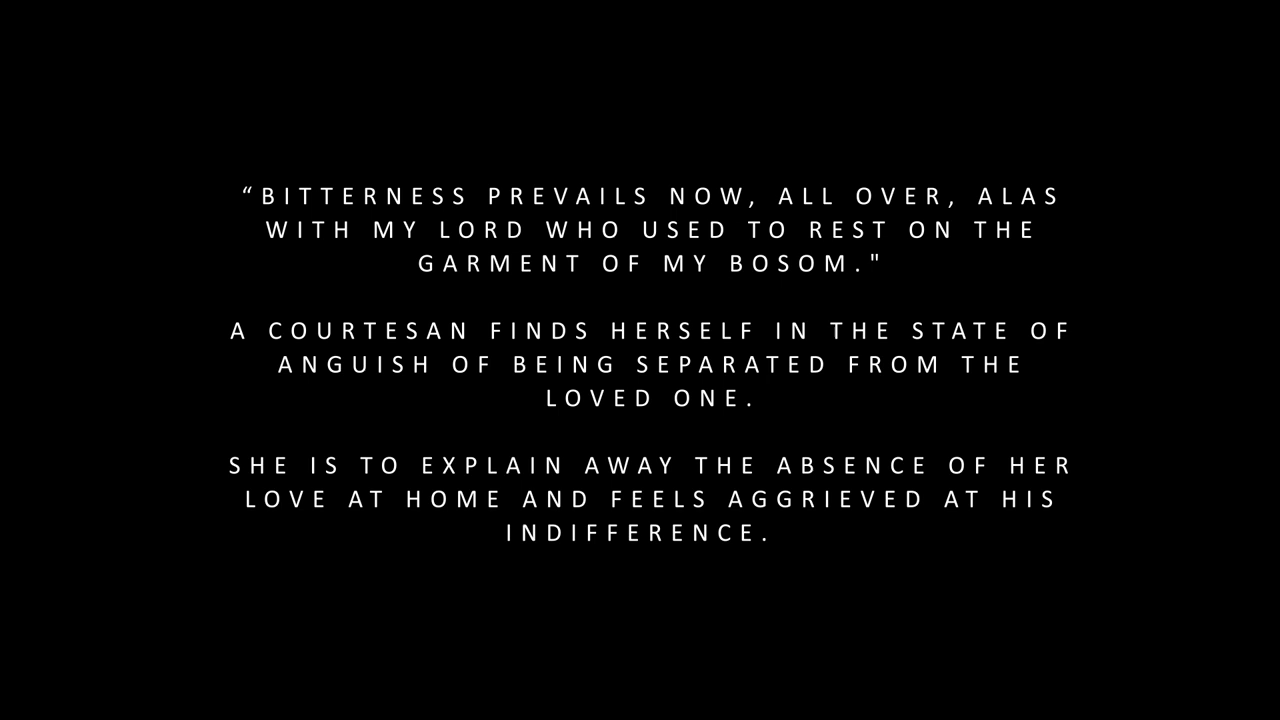 “BITTERNESS PREVAILS NOW, ALL OVER, ALAS
WITH MY LORD WHO USED TO REST ON THE
GARMENT OF MY BOSOM."
A COURTESAN FINDS HERSELF IN THE STATE OF
ANGUISH OF BEING SEPARATED FROM THE
LOVED ONE.
SHE IS TO EXPLAIN AWAY THE ABSENCE OF HER
LOVE AT HOME AND FEELS AGGRIEVED AT HIS
INDIFFERENCE.